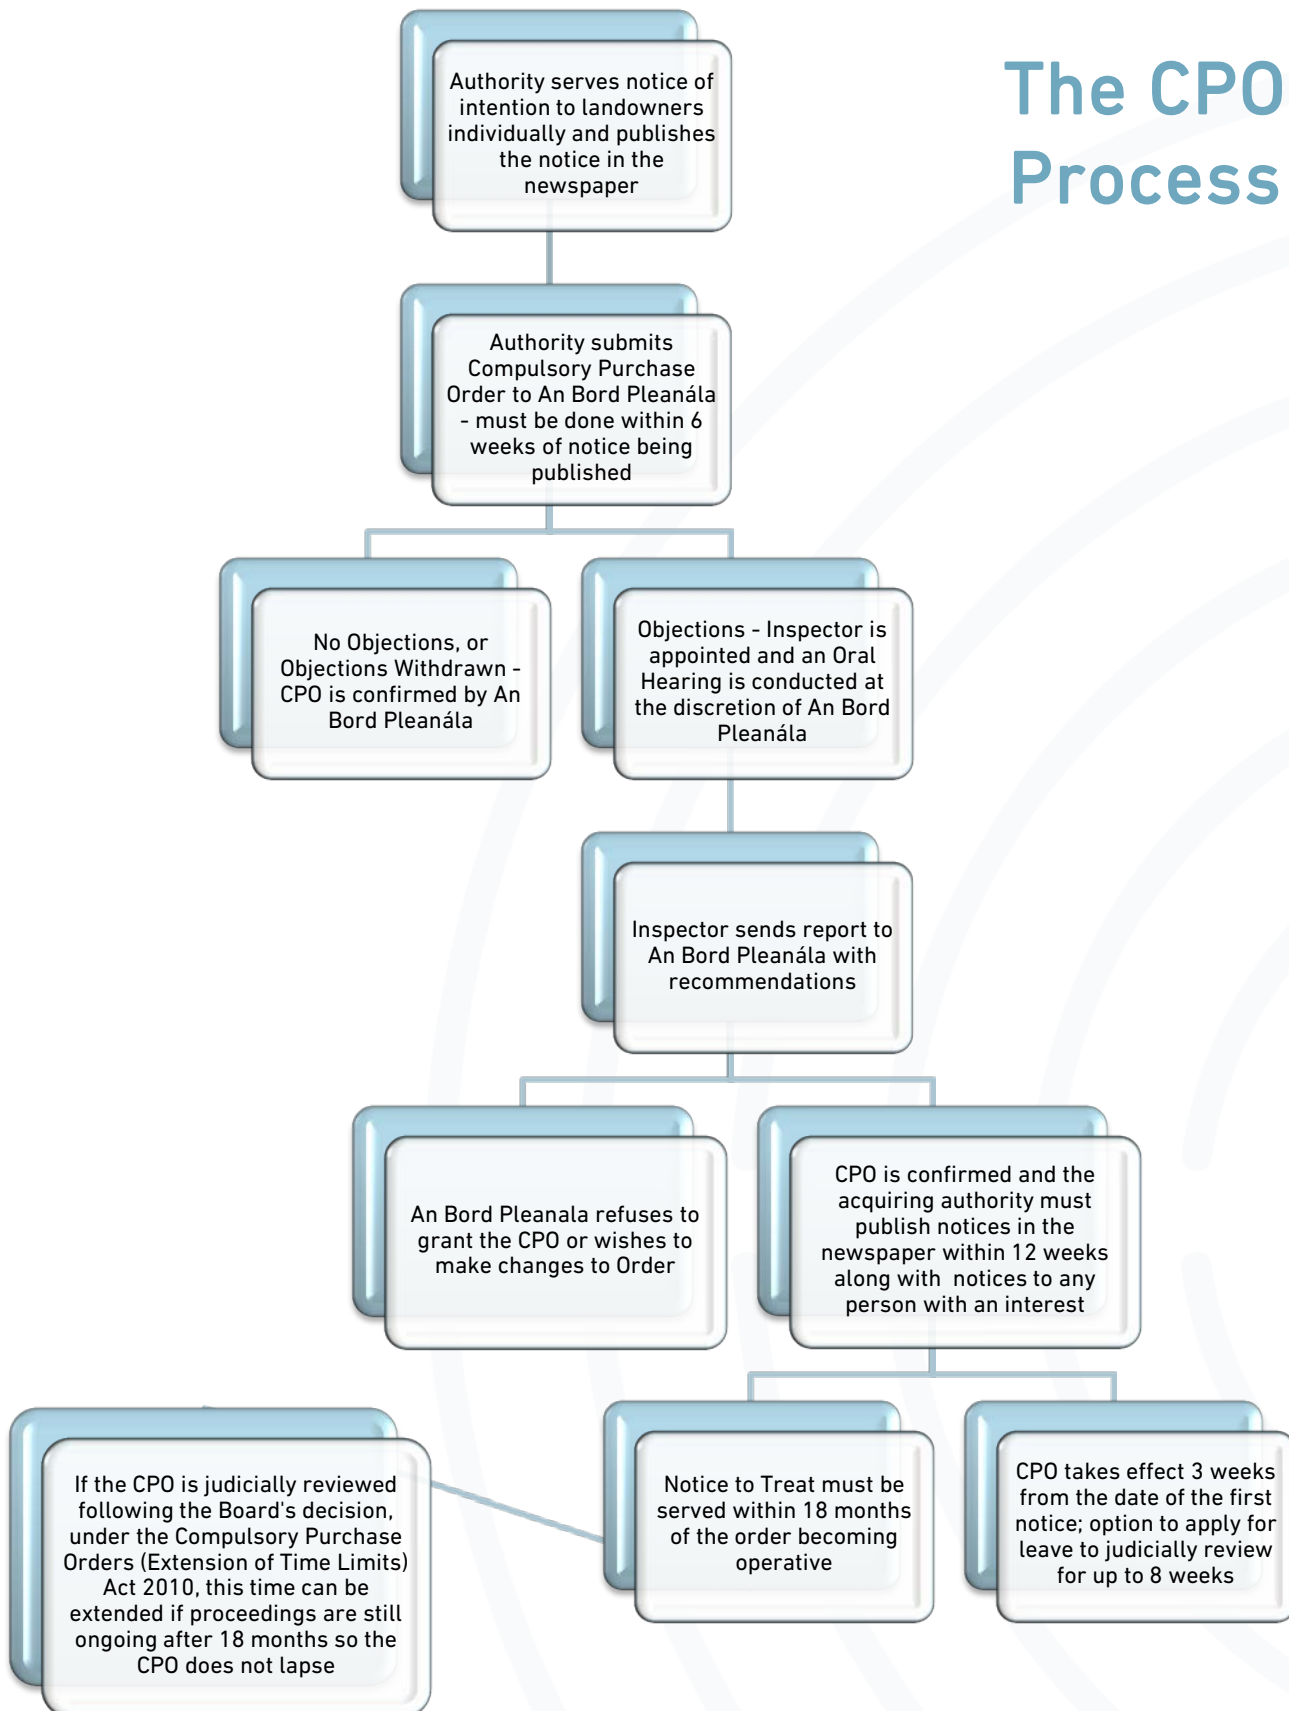 The CPO
Process
Authority serves notice of
intention to landowners
individually and publishes
the notice in the
newspaper
Authority submits
Compulsory Purchase
Order to An Bord Pleanála
- must be done within 6
weeks of notice being
published
No Objections, or
Objections Withdrawn -
CPO is confirmed by An
Bord Pleanála
Objections - Inspector is
appointed and an Oral
Hearing is conducted at
the discretion of An Bord
Pleanála
Inspector sends report to
An Bord Pleanála with
recommendations
An Bord Pleanala refuses to
grant the CPO or wishes to
make changes to Order
CPO is confirmed and the
acquiring authority must
publish notices in the
newspaper within 12 weeks
along with notices to any
person with an interest
If the CPO is judicially reviewed
following the Board's decision,
under the Compulsory Purchase
Orders (Extension of Time Limits)
Act 2010, this time can be
extended if proceedings are still
ongoing after 18 months so the
CPO does not lapse
Notice to Treat must be
served within 18 months
of the order becoming
operative
CPO takes effect 3 weeks
from the date of the first
notice; option to apply for
leave to judicially review
for up to 8 weeks